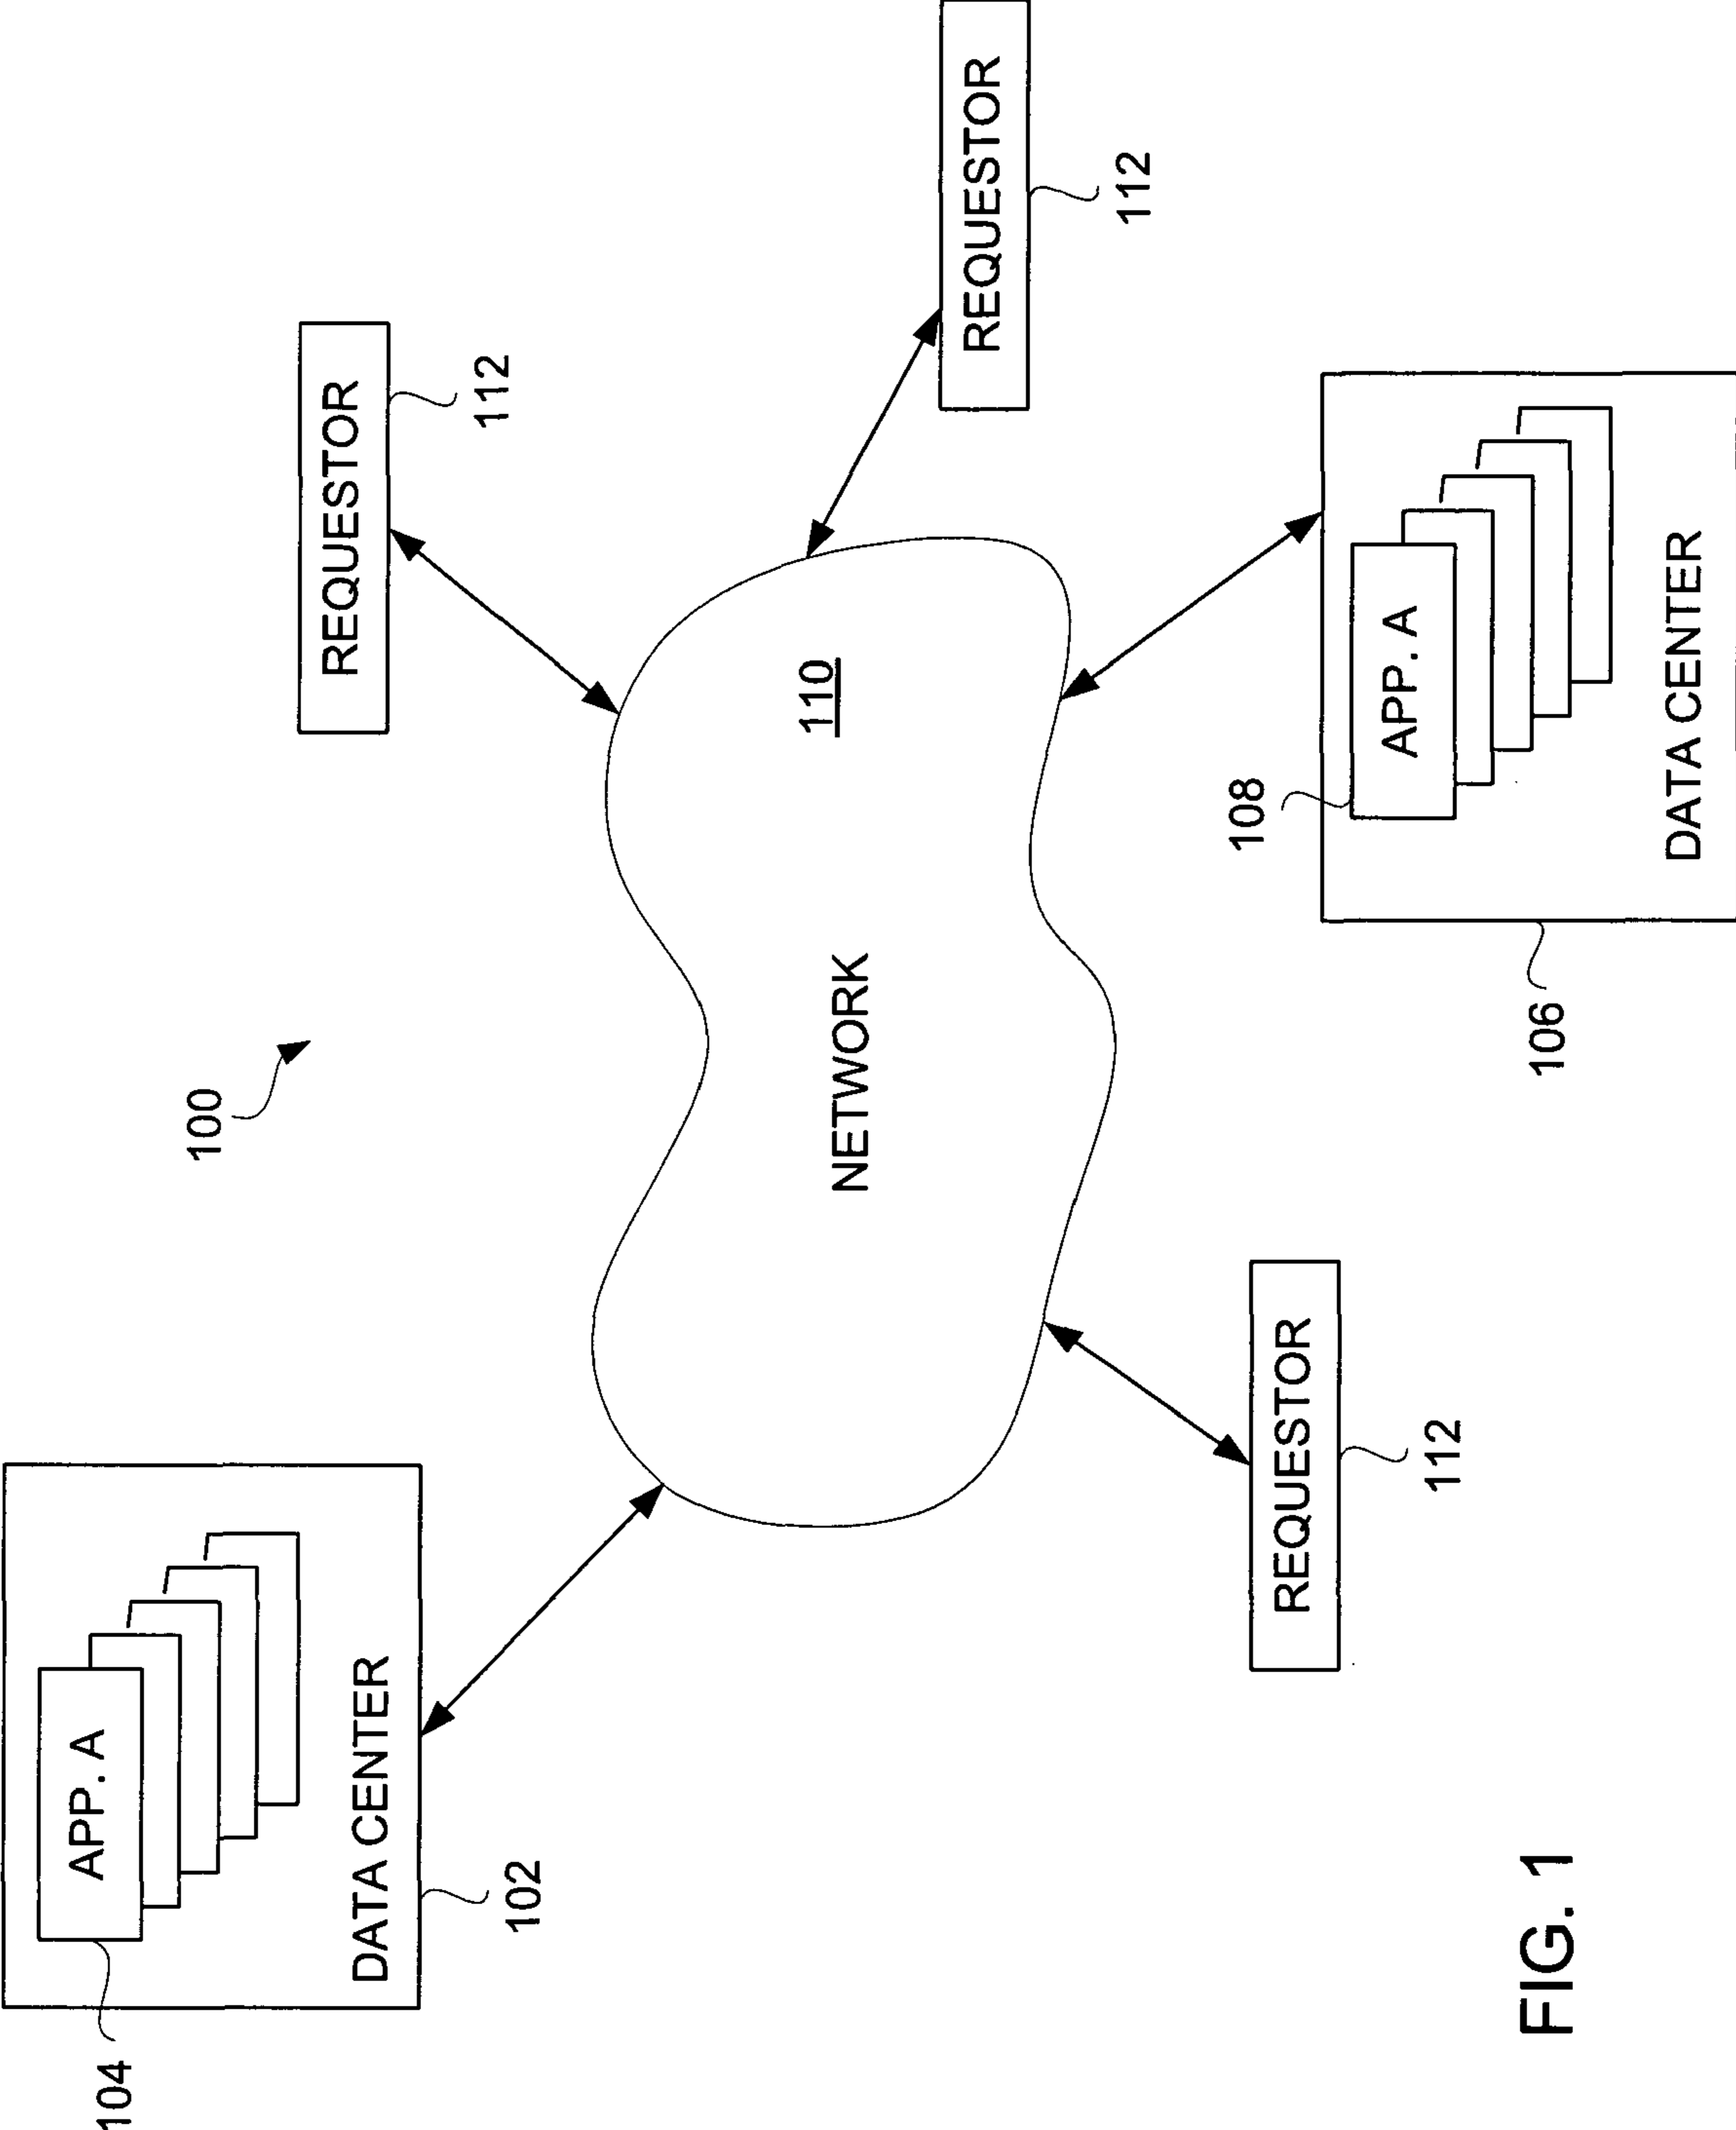 100
104
APP. A
DATA CENTER
102
REQUESTOR
112
REQUESTOR
112
NETWORK
110
REQUESTOR
112
108
APP. A
DATA CENTER
106
FIG. 1